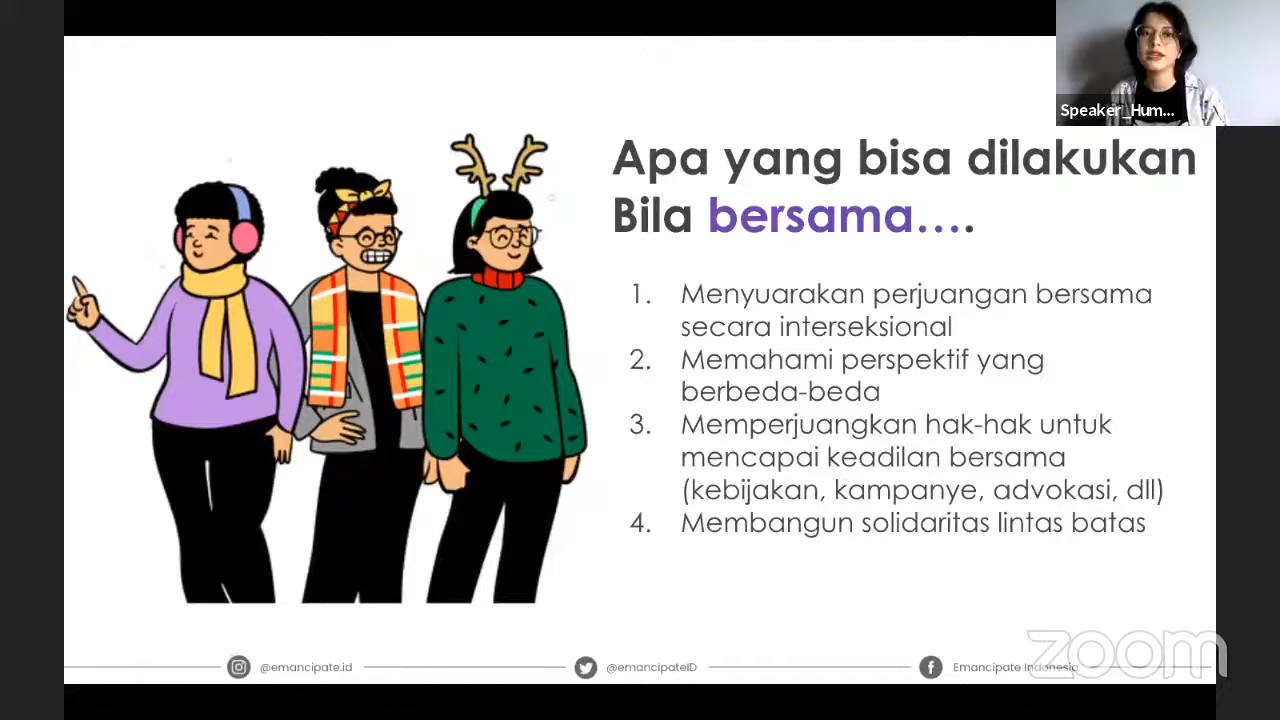 Speaker_Hum...
Apa yang bisa dilakukan
Bila bersama....
1. Menyuarakan perjuangan bersama
secara interseksional
2. Memahami perspektif yang
berbeda-beda
3. Memperjuangkan hak-hak untuk
mencapai keadilan bersama
(kebijakan, kampanye, advokasi, dll)
4. Membangun solidaritas lintas batas
@emancipate.id
@emancipateID
Emancipate Indonesia
zoom